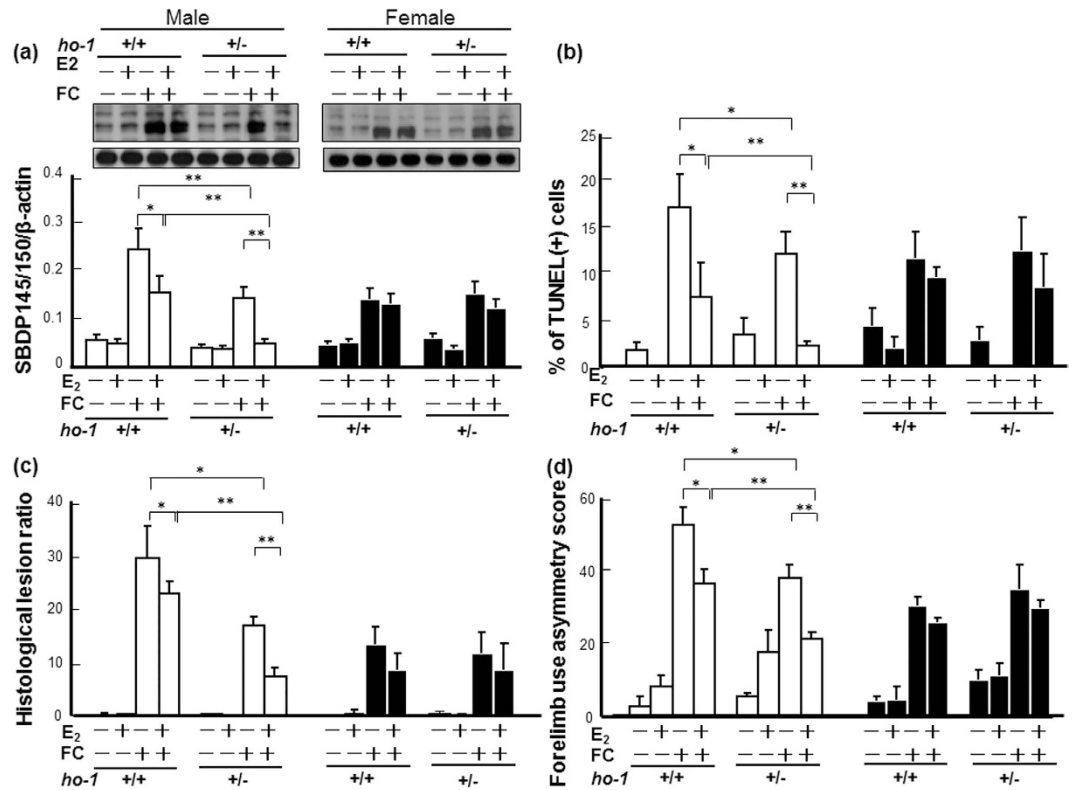 Male Female
(a) ho-1 +/+ +/- +/+ +/-
E2 — + — + — + — + — + — + — + — +
FC — — + + — — + + — — + + — — + +
SBDP145/150/β-actin
0.4
0.3
0.2
0.1
0
** ** * **
E2 — + — + — + — + — + — + — + — +
FC — — + + — — + + — — + + — — + +
ho-1 +/+ +/- +/+ +/-
(b)
% of TUNEL(+) cells
25
20
15
10
5
0
* ** * **
E2 — + — + — + — + — + — + — + — +
FC — — + + — — + + — — + + — — + +
ho-1 +/+ +/- +/+ +/-
(c)
Histological lesion ratio
40
30
20
10
0
* ** * **
E2 — + — + — + — + — + — + — + — +
FC — — + + — — + + — — + + — — + +
ho-1 +/+ +/- +/+ +/-
(d)
Forelimb use asymmetry score
60
40
20
0
* ** * **
E2 — + — + — + — + — + — + — + — +
FC — — + + — — + + — — + + — — + +
ho-1 +/+ +/- +/+ +/-